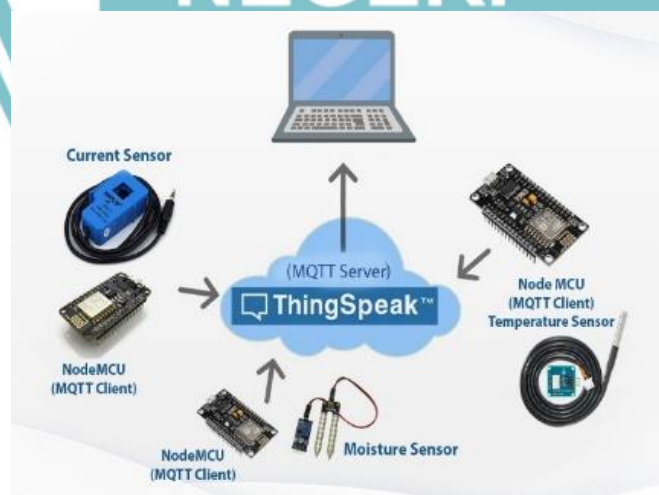 NEGERI
Current Sensor
(MQTT Server)
ThingSpeak™
NodeMCU
(MQTT Client)
Node MCU
(MQTT Client)
Temperature Sensor
NodeMCU
(MQTT Client)
Moisture Sensor